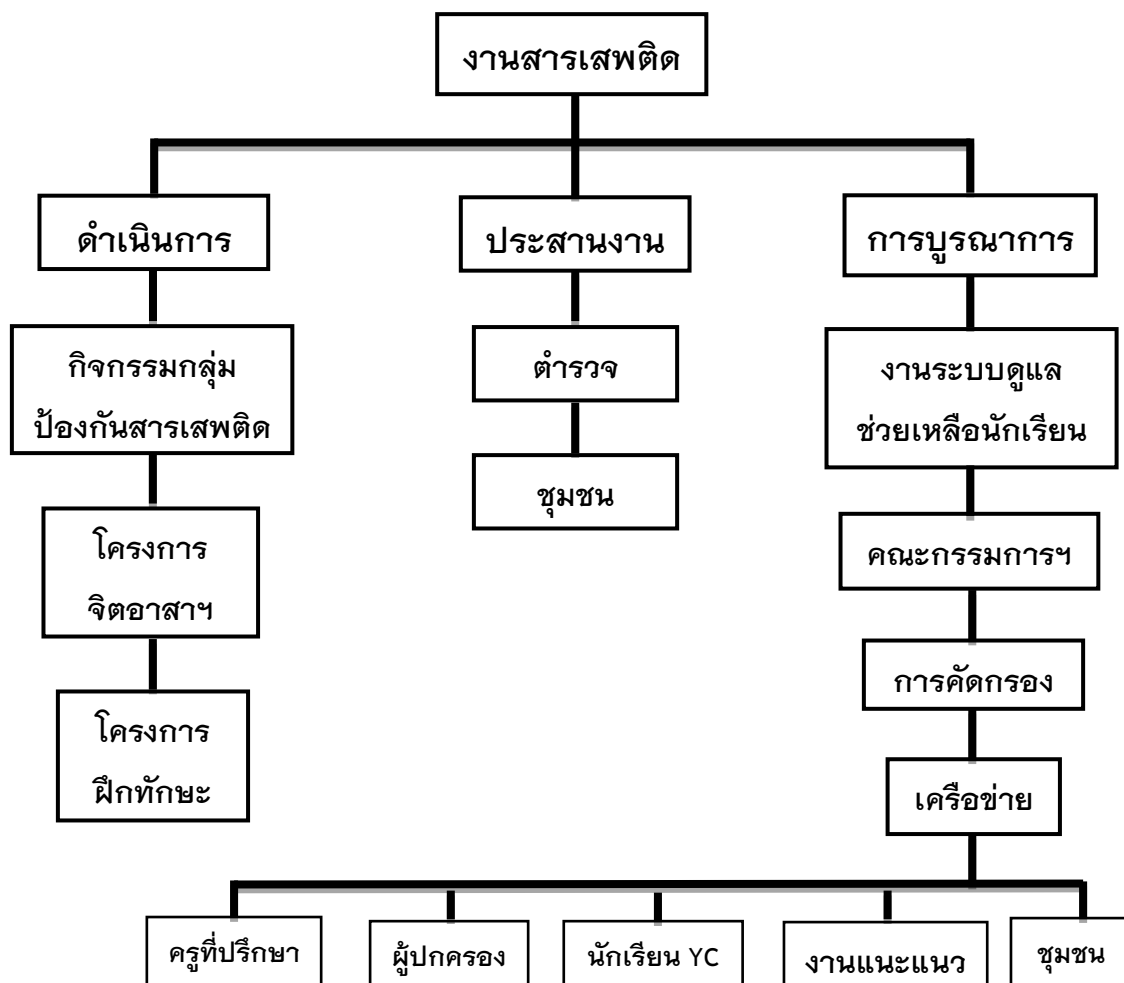 งานสารเสพติด
ดำเนินการ
ประสานงาน
การบูรณาการ
กิจกรรมกลุ่ม
ป้องกันสารเสพติด
ตำรวจ
งานระบบดูแล
ช่วยเหลือนักเรียน
โครงการ
จิตอาสาฯ
ชุมชน
คณะกรรมการฯ
การคัดกรอง
โครงการ
ฝึกทักษะ
เครือข่าย
ครูที่ปรึกษา
ผู้ปกครอง
นักเรียน YC
งานแนะแนว
ชุมชน